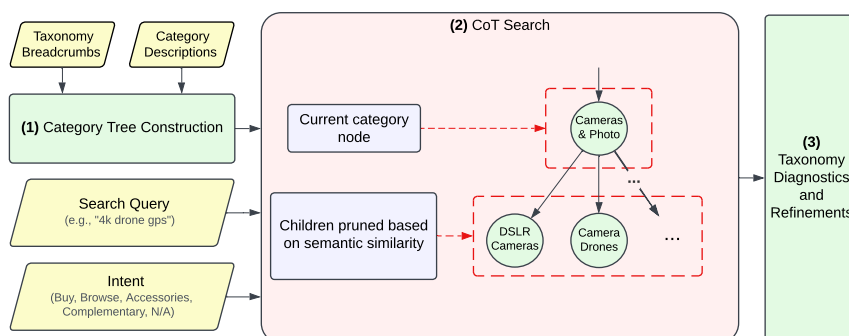 Taxonomy
Breadcrumbs
Category
Descriptions
(1) Category Tree Construction
Search Query
(e.g., "4k drone gps")
Intent
(Buy, Browse, Accessories,
Complementary, N/A)
(2) CoT Search
Current category
node
Children pruned based
on semantic similarity
Cameras
& Photo
...
DSLR
Cameras
Camera
Drones
...
(3)
Taxonomy
Diagnostics
and
Refinements